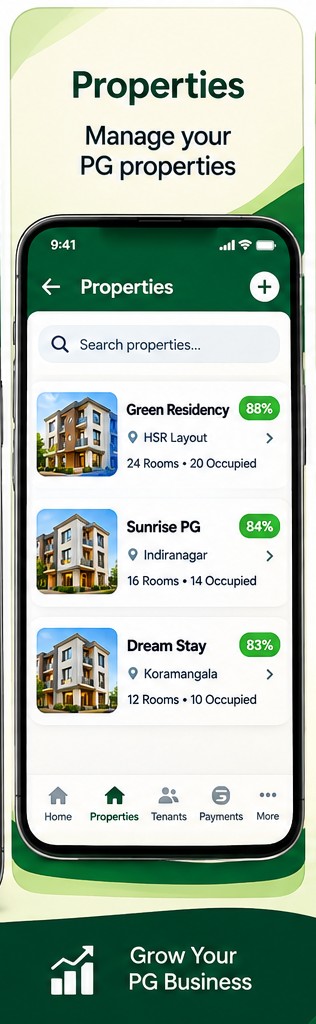 Properties
Manage your
PG properties
9:41
Properties
Search properties...
Green Residency 88%
HSR Layout
24 Rooms • 20 Occupied
Sunrise PG 84%
Indiranagar
16 Rooms • 14 Occupied
Dream Stay 83%
Koramangala
12 Rooms • 10 Occupied
Home Properties Tenants Payments More
Grow Your
PG Business